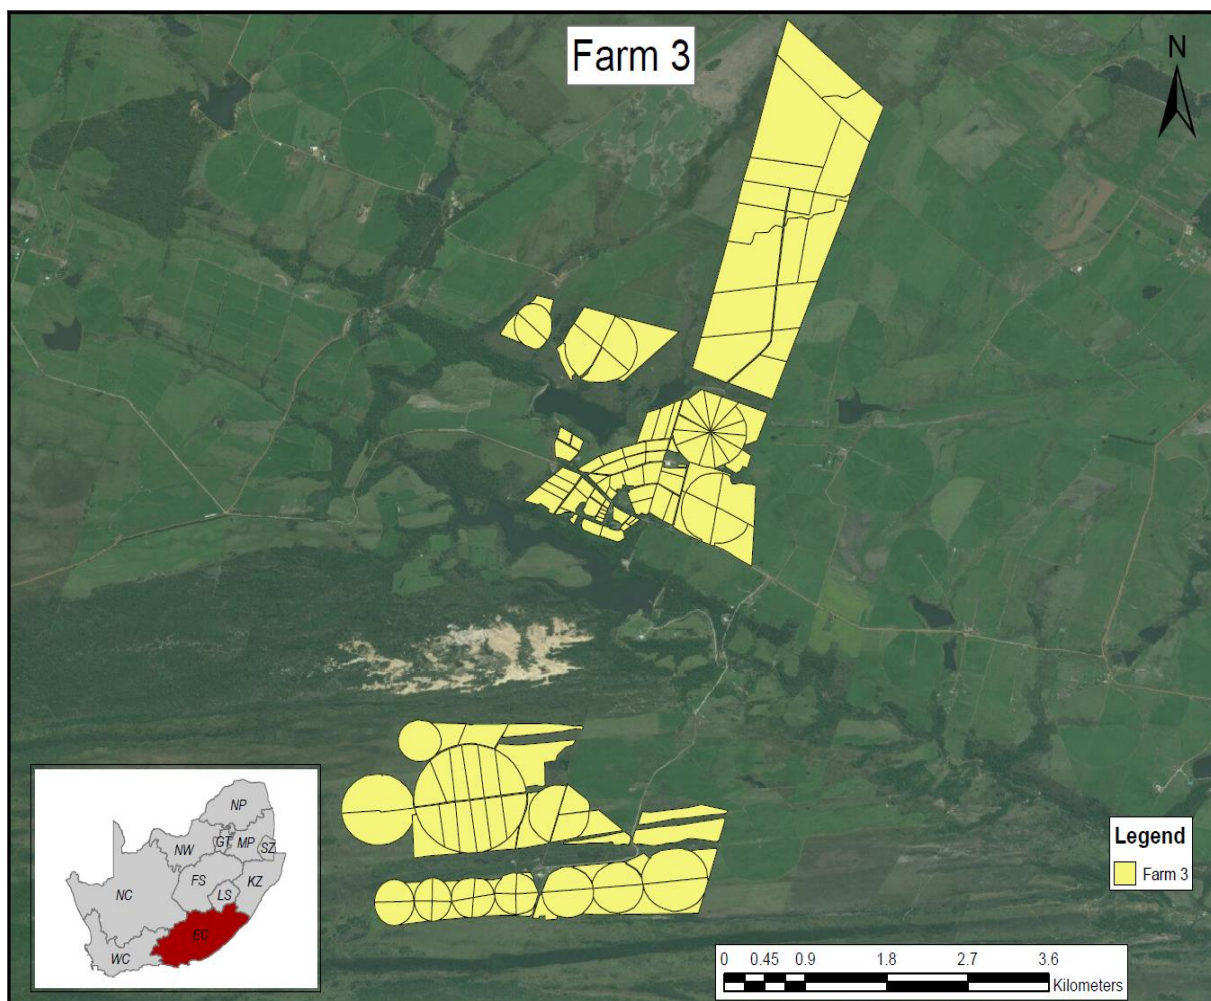 Farm 3
N
NP
NW
GT
MP
SZ
NC
FS
KZ
LS
EC
WC
Legend
Farm 3
0 0.45 0.9 1.8 2.7 3.6
Kilometers